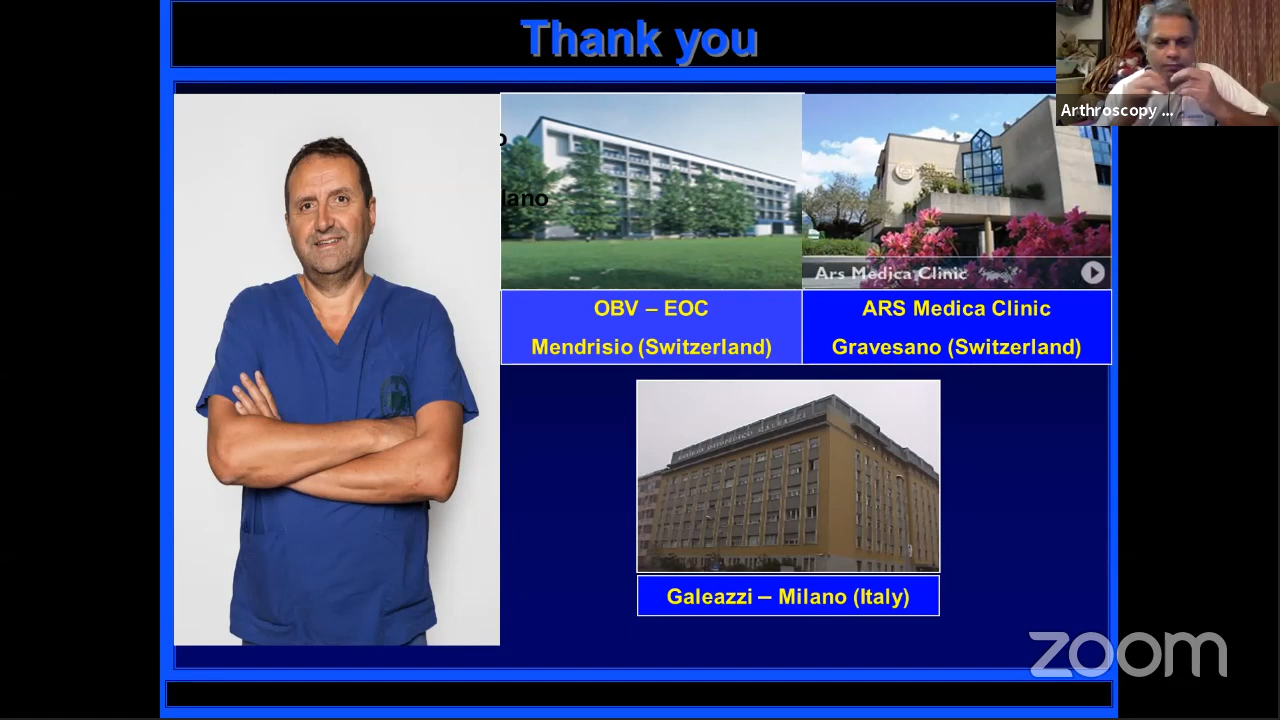 Thank you
Arthroscopy ...
lano
Ars Medica Clinic
OBV – EOC
Mendrisio (Switzerland)
ARS Medica Clinic
Gravesano (Switzerland)
Galeazzi – Milano (Italy)
zoom